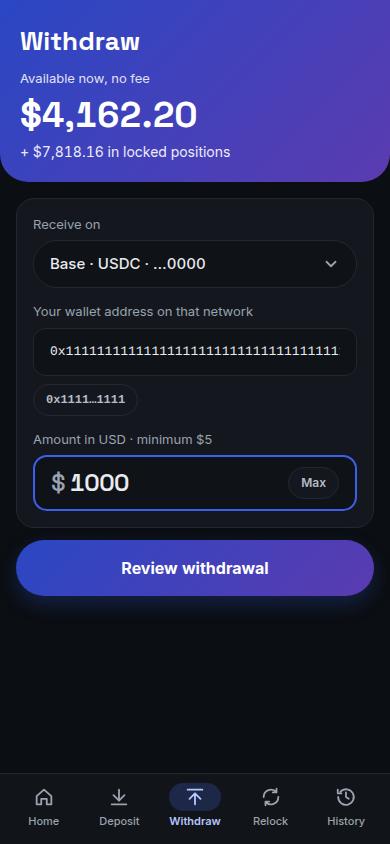 Withdraw
Available now, no fee
$4,162.20
+ $7,818.16 in locked positions
Receive on
Base · USDC · …0000
Your wallet address on that network
0x1111111111111111111111111111111111111
0x1111…1111
Amount in USD · minimum $5
$ 1000
Max
Review withdrawal
Home
Deposit
Withdraw
Relock
History